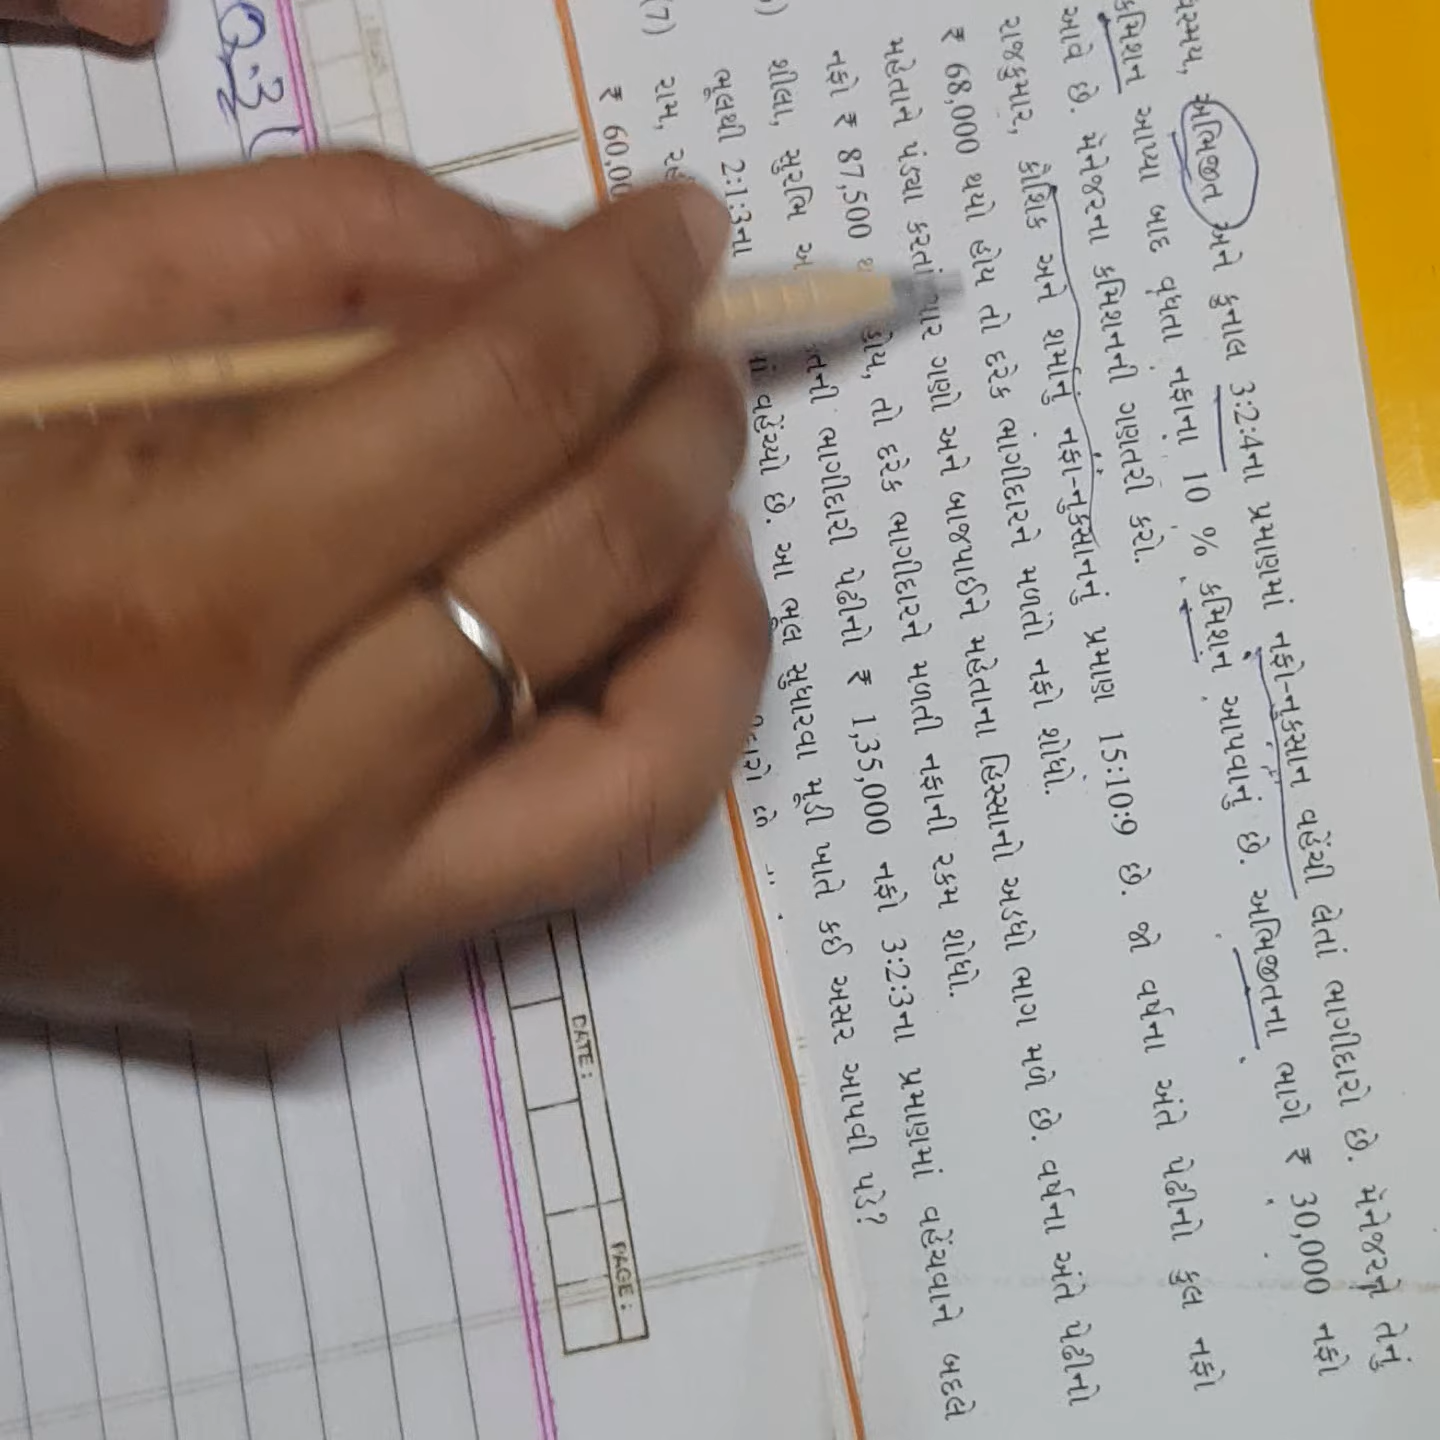 અભિજીત અને કુનાલ 3:2:4ના પ્રમાણમાં નફો-નુકસાન વહેંચી લેતાં ભાગીદારો છે. મૅનેજરને તેનું
કમિશન આપ્યા બાદ વધતા નફાનાં 10 % કમિશન આપવાનું છે. અભિજીતના ભાગે ₹ 30,000 નફો
આવે છે. મૅનેજરના કમિશનની ગણતરી કરો.
રાજકુમાર, કૌશિક અને શર્માનું નફા-નુકસાનનું પ્રમાણ 15:10:9 છે. જો વર્ષના અંતે પેઢીનો કુલ નફો
₹ 68,000 થયો હોય તો દરેક ભાગીદારને મળતો નફો શોધો.
મહેતાને પંડ્યા કરતાં ચાર ગણો અને બાજપાઈને મહેતાના હિસ્સાનો અડધો ભાગ મળે છે. વર્ષના અંતે પેઢીનો
નફો ₹ 87,500 હોય, તો દરેક ભાગીદારને મળતી નફાની રકમ શોધો.
શીલા, સુરભિ ભાગીદારી પેઢીનો ₹ 1,35,000 નફો 3:2:3ના પ્રમાણમાં વહેંચવાને બદલે
ભૂલથી 2:1:3ના વહેંચ્યો છે. આ ભૂલ સુધારવા મૂડી ખાતે કઈ અસર આપવી પડે?
(7) રામ,
₹ 60,00
DATE:
PAGE:
Q.3